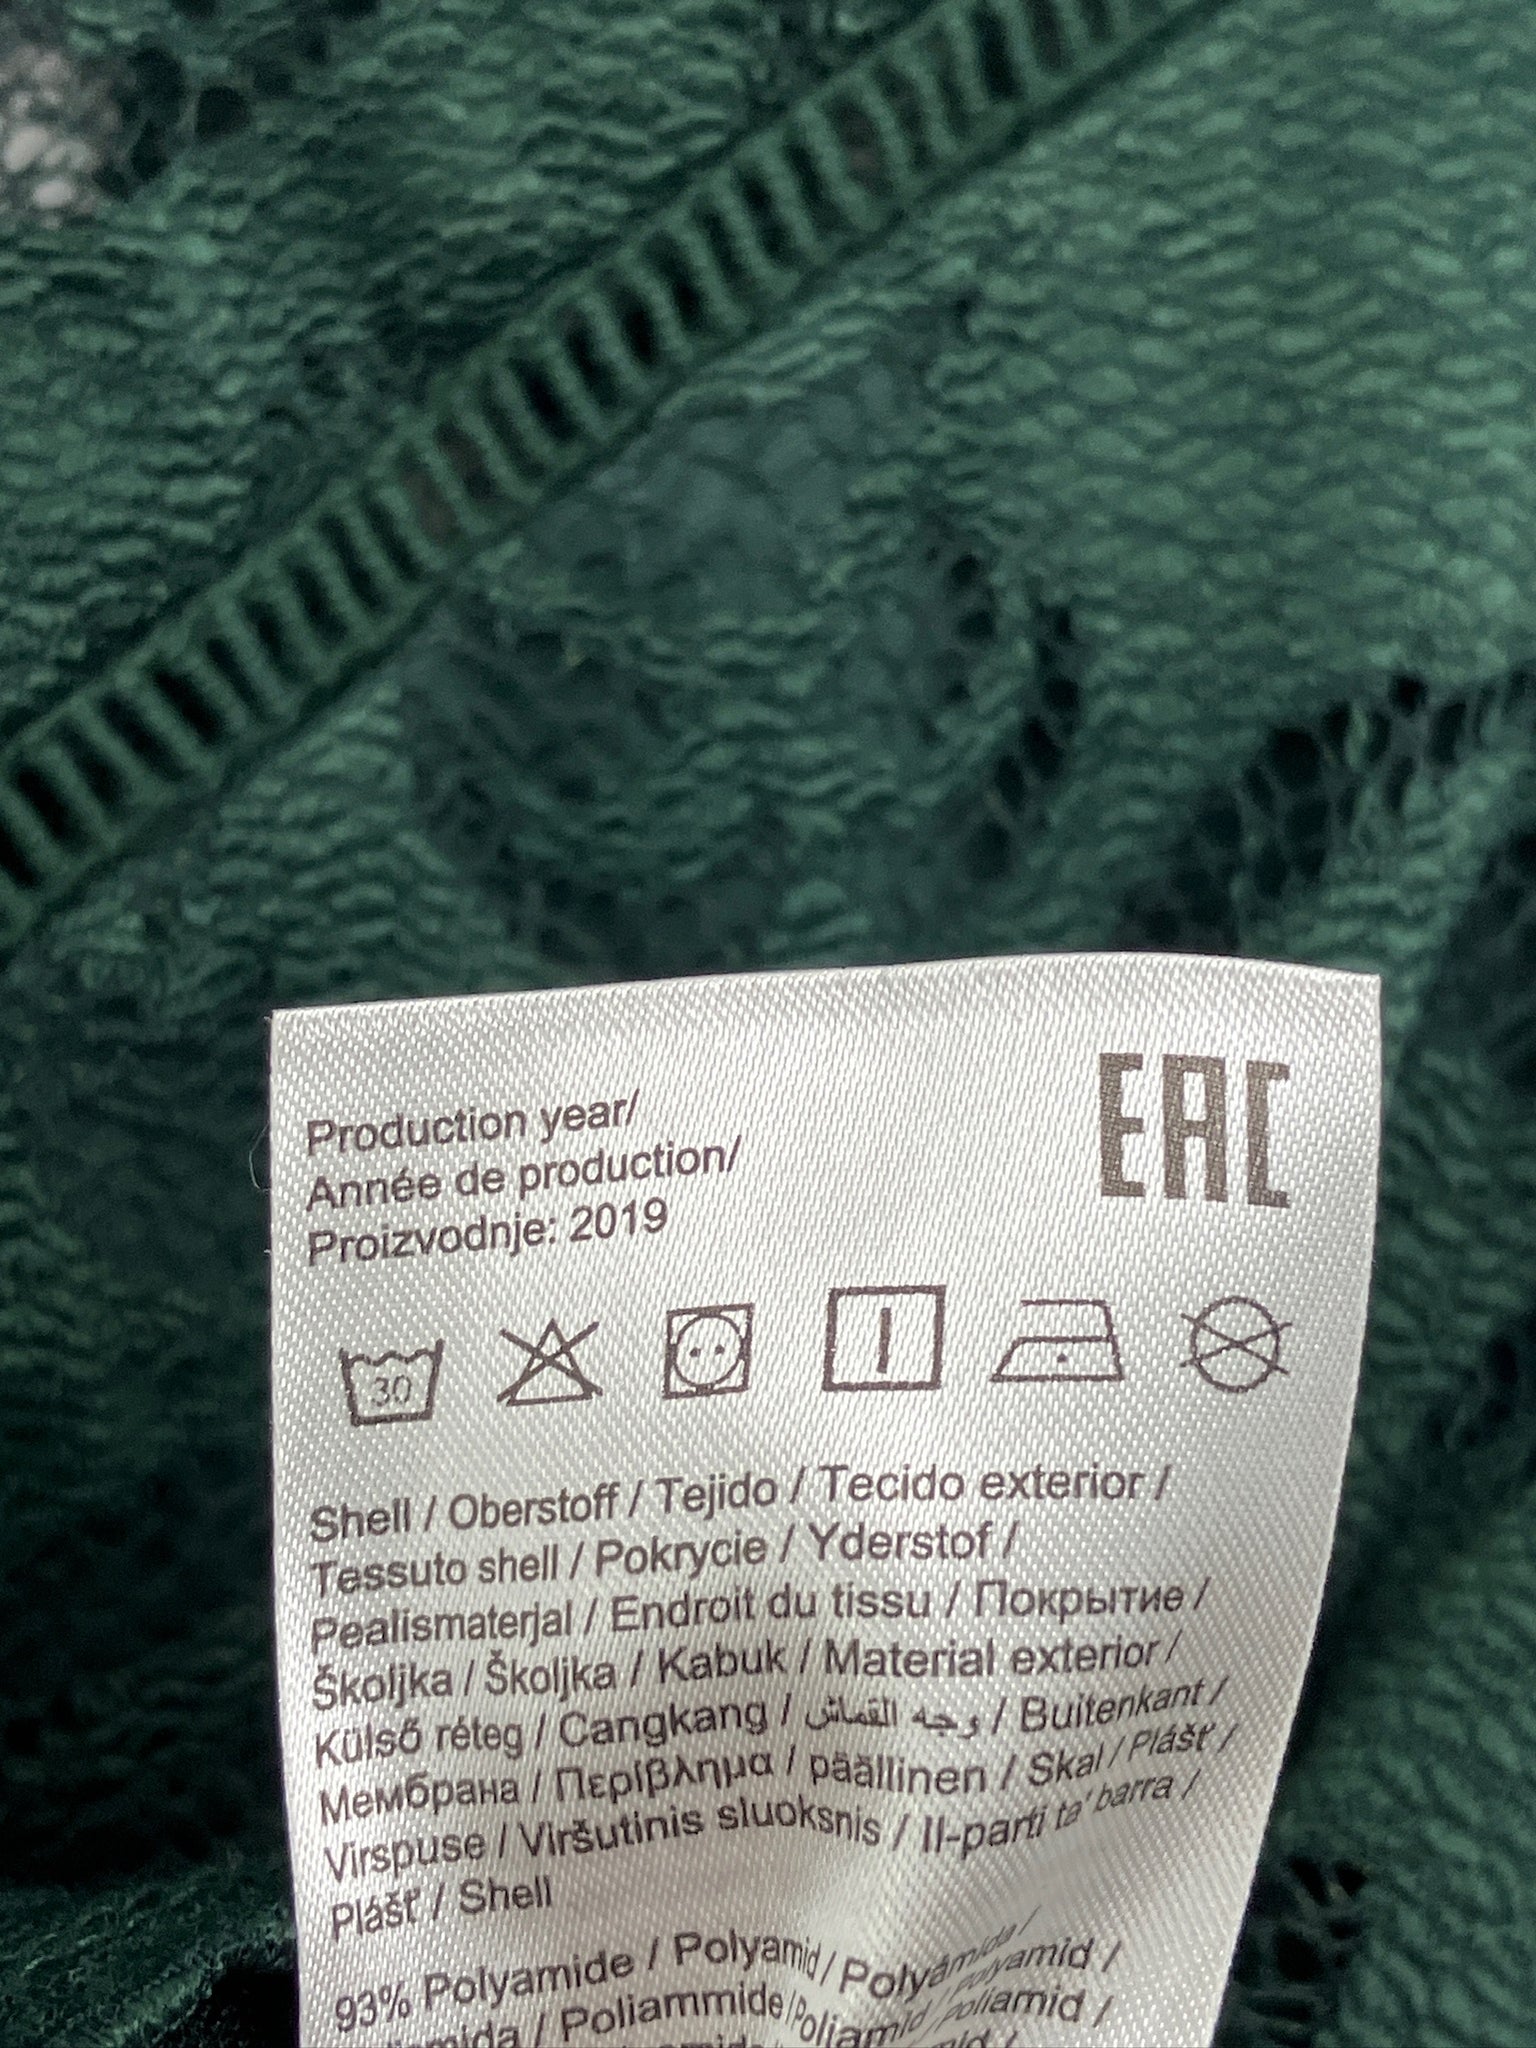 EAC
Production year/
Année de production/
Proizvodnje: 2019
30
Shell / Oberstoff / Tejido / Tecido exterior /
Tessuto shell / Pokrycie / Yderstof /
Pealismaterjal / Endroit du tissu / Покрытие /
Školjka / Školjka / Kabuk / Material exterior /
Külső réteg / Cangkang / وجه القماش / Buitenkant /
Мембрана / Περίβλημα / päällinen / Skal / Plášť /
Virspuse / Viršutinis sluoksnis / Il-parti ta' barra /
Plášť / Shell
93% Polyamide / Polyamid / Polyâmida /
Poliammide / Poliamid / Poliamid /